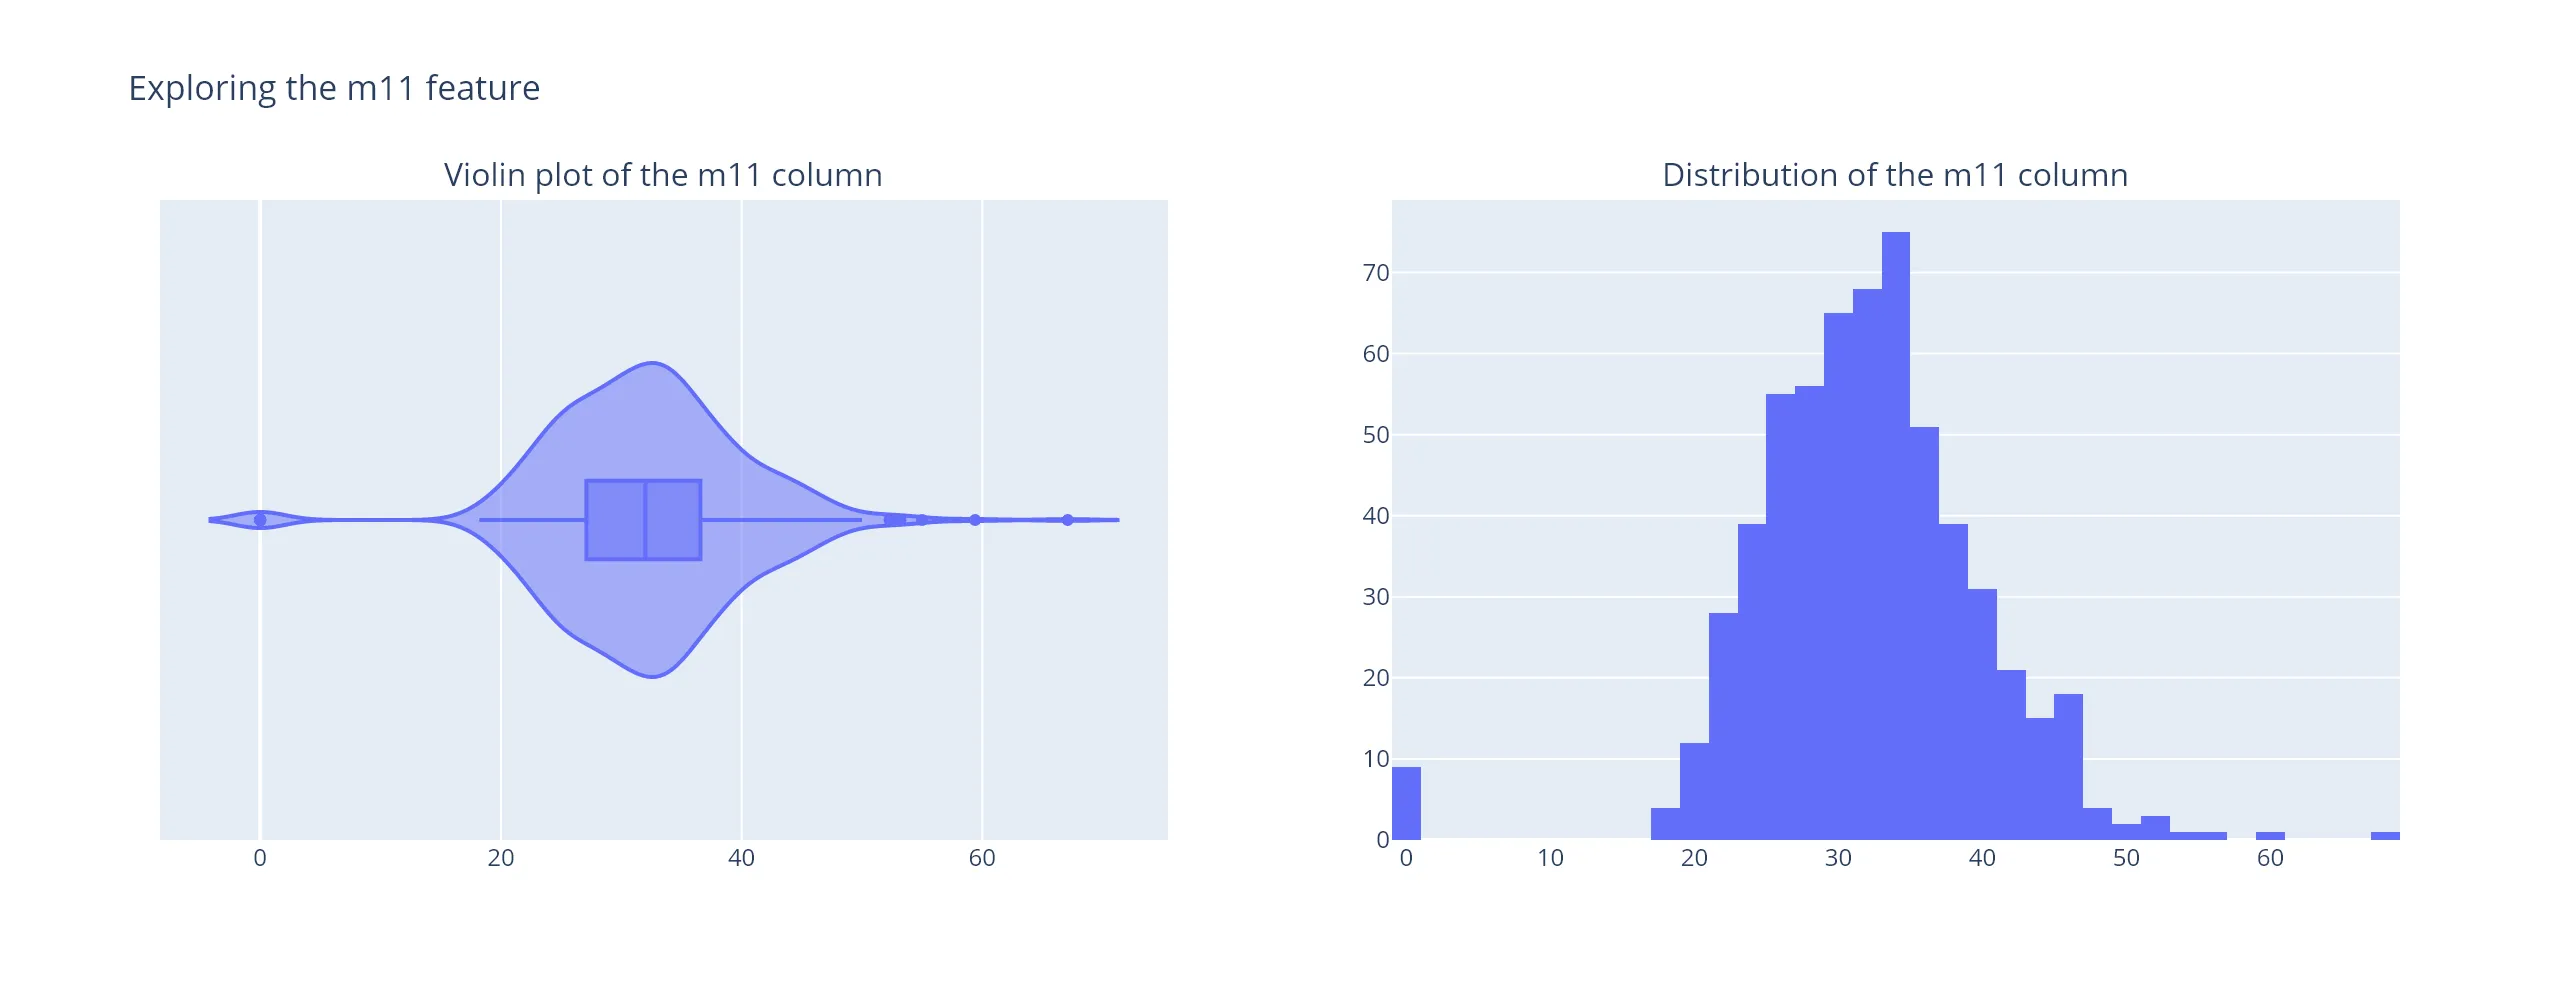 Exploring the m11 feature
Violin plot of the m11 column
0 20 40 60
Distribution of the m11 column
70
60
50
40
30
20
10
0
0 10 20 30 40 50 60